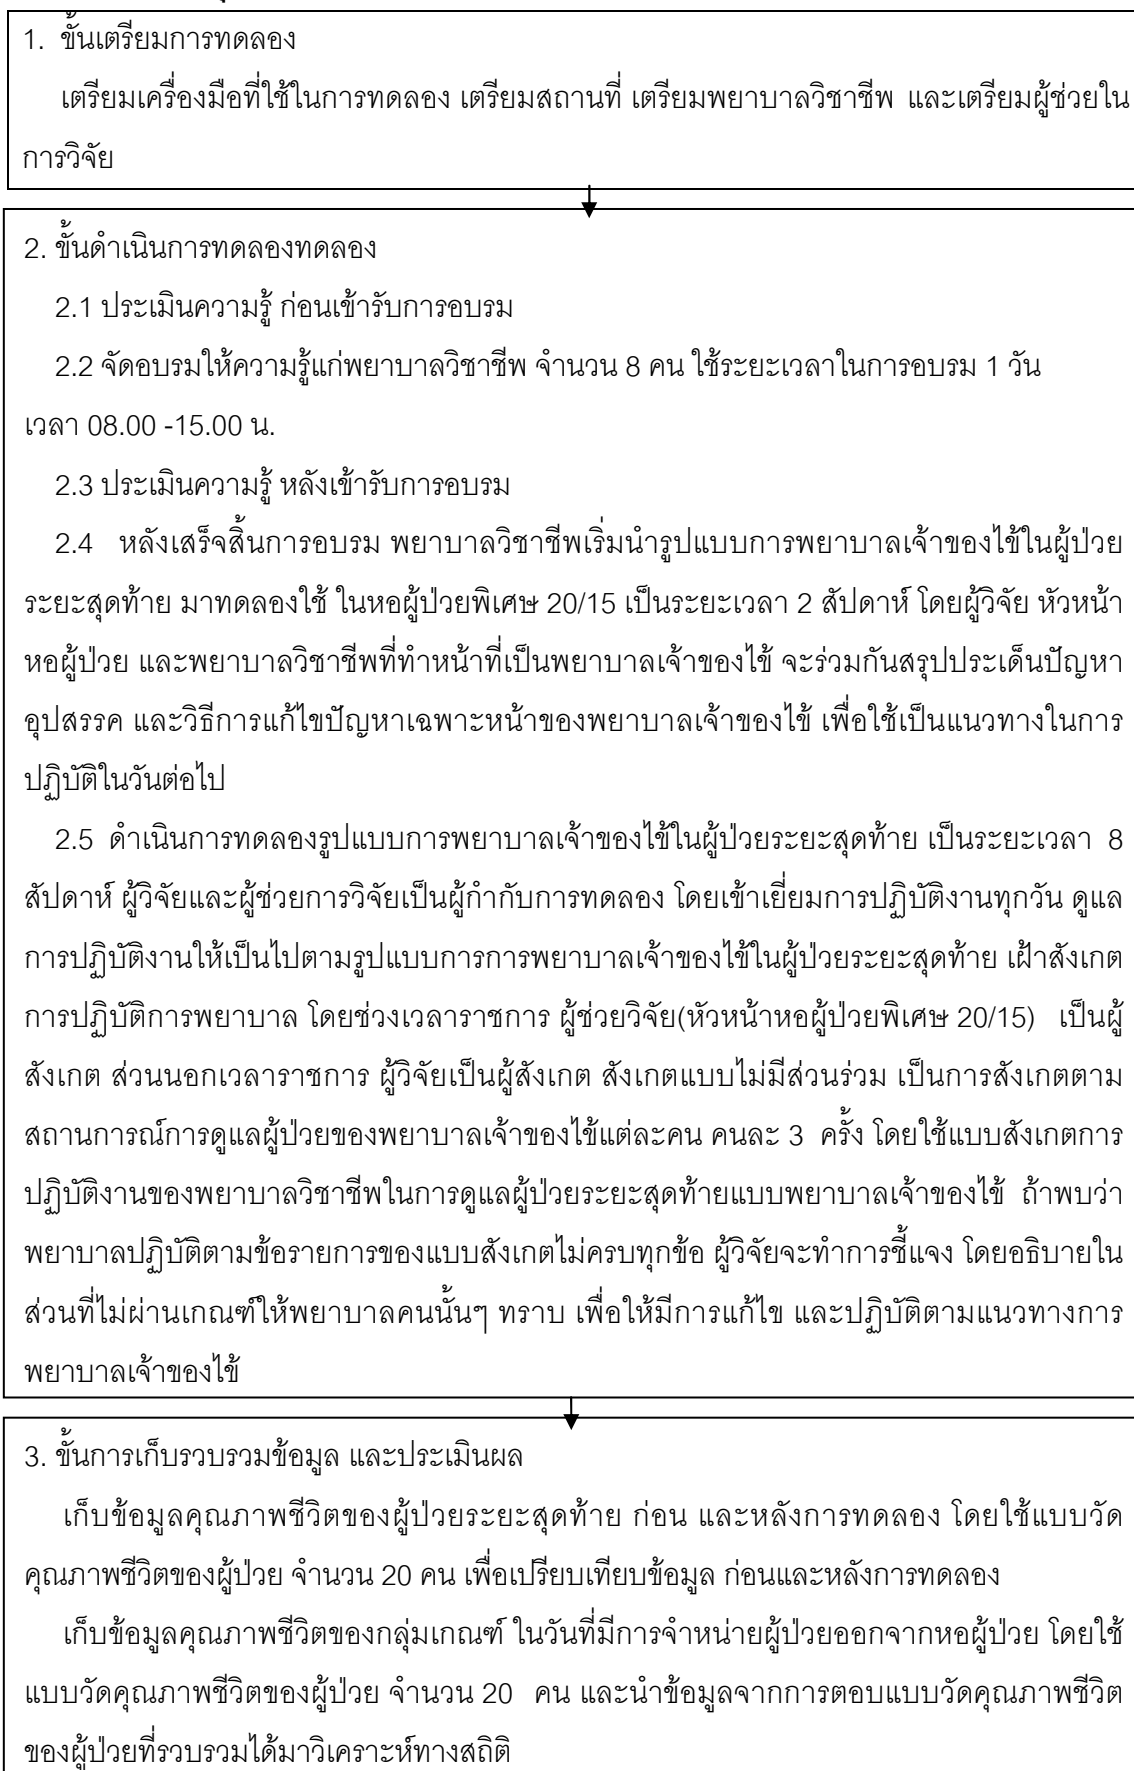 1. ขั้นเตรียมการทดลอง
เตรียมเครื่องมือที่ใช้ในการทดลอง เตรียมสถานที่ เตรียมพยาบาลวิชาชีพ และเตรียมผู้ช่วยใน
การวิจัย
2. ขั้นดำเนินการทดลองทดลอง
2.1 ประเมินความรู้ ก่อนเข้ารับการอบรม
2.2 จัดอบรมให้ความรู้แก่พยาบาลวิชาชีพ จำนวน 8 คน ใช้ระยะเวลาในการอบรม 1 วัน
เวลา 08.00 -15.00 น.
2.3 ประเมินความรู้ หลังเข้ารับการอบรม
2.4 หลังเสร็จสิ้นการอบรม พยาบาลวิชาชีพเริ่มนำรูปแบบการพยาบาลเจ้าของไข้ในผู้ป่วย
ระยะสุดท้าย มาทดลองใช้ ในหอผู้ป่วยพิเศษ 20/15 เป็นระยะเวลา 2 สัปดาห์ โดยผู้วิจัย หัวหน้า
หอผู้ป่วย และพยาบาลวิชาชีพที่ทำหน้าที่เป็นพยาบาลเจ้าของไข้ จะร่วมกันสรุปประเด็นปัญหา
อุปสรรค และวิธีการแก้ไขปัญหาเฉพาะหน้าของพยาบาลเจ้าของไข้ เพื่อใช้เป็นแนวทางในการ
ปฏิบัติในวันต่อไป
2.5 ดำเนินการทดลองรูปแบบการพยาบาลเจ้าของไข้ในผู้ป่วยระยะสุดท้าย เป็นระยะเวลา 8
สัปดาห์ ผู้วิจัยและผู้ช่วยการวิจัยเป็นผู้กำกับการทดลอง โดยเข้าเยี่ยมการปฏิบัติงานทุกวัน ดูแล
การปฏิบัติงานให้เป็นไปตามรูปแบบการการพยาบาลเจ้าของไข้ในผู้ป่วยระยะสุดท้าย เฝ้าสังเกต
การปฏิบัติการพยาบาล โดยช่วงเวลาราชการ ผู้ช่วยวิจัย(หัวหน้าหอผู้ป่วยพิเศษ 20/15) เป็นผู้
สังเกต ส่วนนอกเวลาราชการ ผู้วิจัยเป็นผู้สังเกต สังเกตแบบไม่มีส่วนร่วม เป็นการสังเกตตาม
สถานการณ์การดูแลผู้ป่วยของพยาบาลเจ้าของไข้แต่ละคน คนละ 3 ครั้ง โดยใช้แบบสังเกตการ
ปฏิบัติงานของพยาบาลวิชาชีพในการดูแลผู้ป่วยระยะสุดท้ายแบบพยาบาลเจ้าของไข้ ถ้าพบว่า
พยาบาลปฏิบัติตามข้อรายการของแบบสังเกตไม่ครบทุกข้อ ผู้วิจัยจะทำการชี้แจง โดยอธิบายใน
ส่วนที่ไม่ผ่านเกณฑ์ให้พยาบาลคนนั้นๆ ทราบ เพื่อให้มีการแก้ไข และปฏิบัติตามแนวทางการ
พยาบาลเจ้าของไข้
3. ขั้นการเก็บรวบรวมข้อมูล และประเมินผล
เก็บข้อมูลคุณภาพชีวิตของผู้ป่วยระยะสุดท้าย ก่อน และหลังการทดลอง โดยใช้แบบวัด
คุณภาพชีวิตของผู้ป่วย จำนวน 20 คน เพื่อเปรียบเทียบข้อมูล ก่อนและหลังการทดลอง
เก็บข้อมูลคุณภาพชีวิตของกลุ่มเกณฑ์ ในวันที่มีการจำหน่ายผู้ป่วยออกจากหอผู้ป่วย โดยใช้
แบบวัดคุณภาพชีวิตของผู้ป่วย จำนวน 20 คน และนำข้อมูลจากการตอบแบบวัดคุณภาพชีวิต
ของผู้ป่วยที่รวบรวมได้มาวิเคราะห์ทางสถิติ